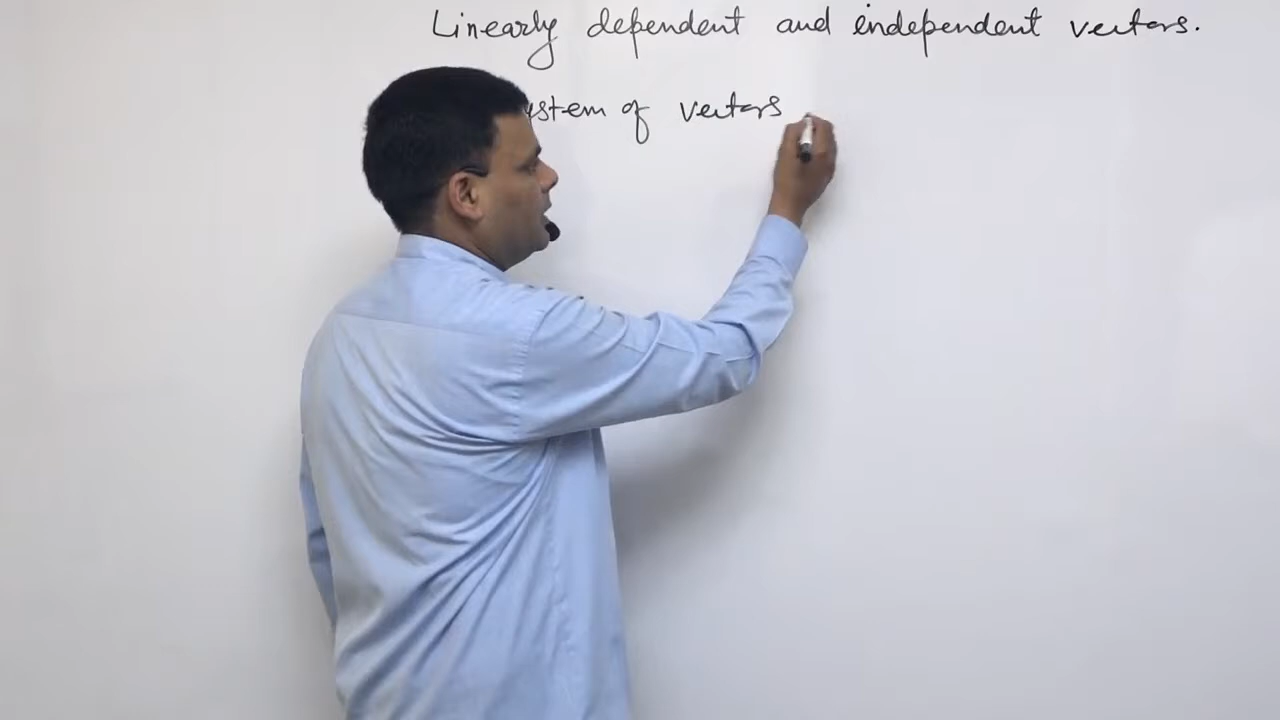 Linearly dependent and independent vectors.
ystem of vectors